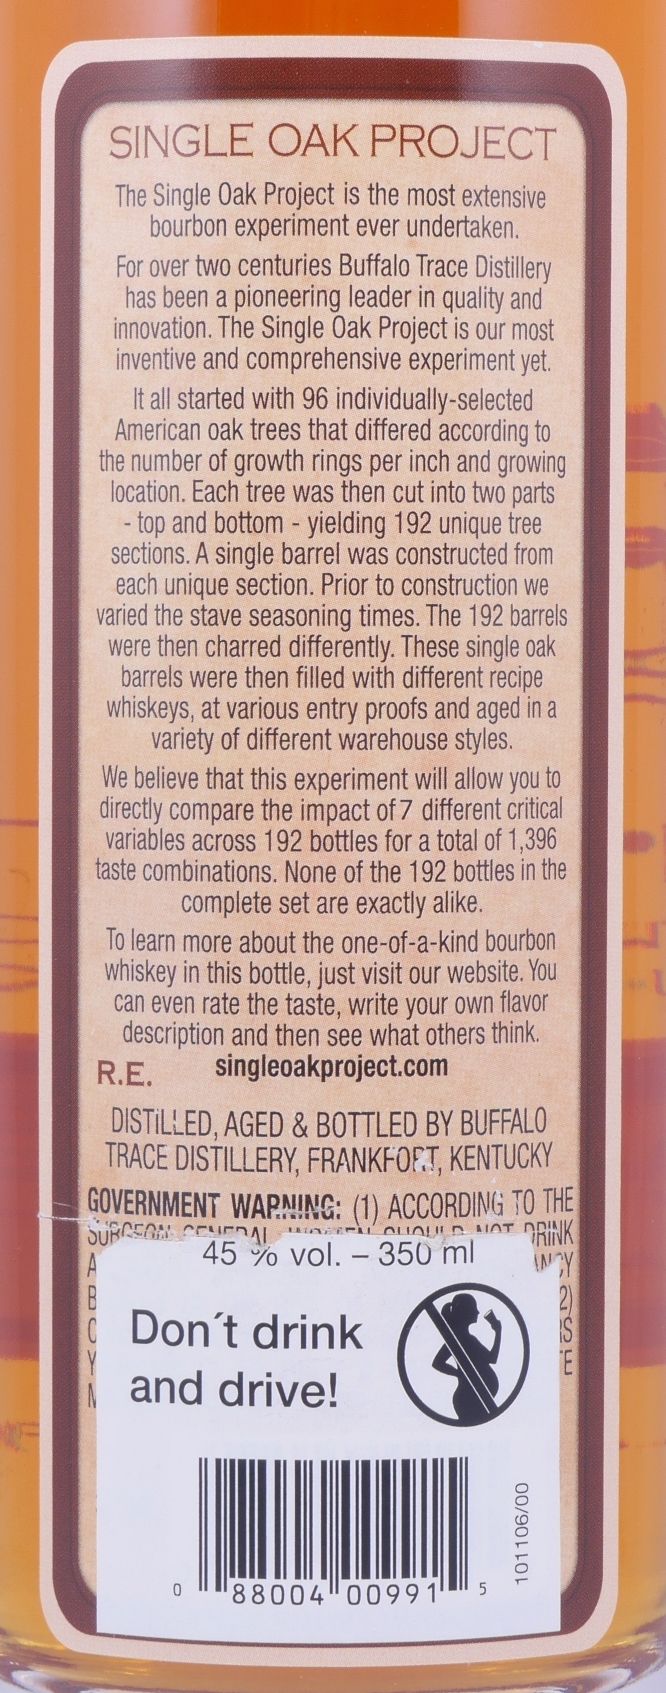 SINGLE OAK PROJECT
The Single Oak Project is the most extensive
bourbon experiment ever undertaken.
For over two centuries Buffalo Trace Distillery
has been a pioneering leader in quality and
innovation. The Single Oak Project is our most
inventive and comprehensive experiment yet.
It all started with 96 individually-selected
American oak trees that differed according to
the number of growth rings per inch and growing
location. Each tree was then cut into two parts
- top and bottom - yielding 192 unique tree
sections. A single barrel was constructed from
each unique section. Prior to construction we
varied the stave seasoning times. The 192 barrels
were then charred differently. These single oak
barrels were then filled with different recipe
whiskeys, at various entry proofs and aged in a
variety of different warehouse styles.
We believe that this experiment will allow you to
directly compare the impact of 7 different critical
variables across 192 bottles for a total of 1,396
taste combinations. None of the 192 bottles in the
complete set are exactly alike.
To learn more about the one-of-a-kind bourbon
whiskey in this bottle, just visit our website. You
can even rate the taste, write your own flavor
description and then see what others think.
R.E. singleoakproject.com
DISTILLED, AGED & BOTTLED BY BUFFALO
TRACE DISTILLERY, FRANKFORT, KENTUCKY
GOVERNMENT WARNING: (1) ACCORDING TO THE
SURGEON GENERAL, WOMEN SHOULD NOT DRINK
45 % vol. – 350 ml
Don´t drink
and drive!
0 88004 00991 5
101106/00